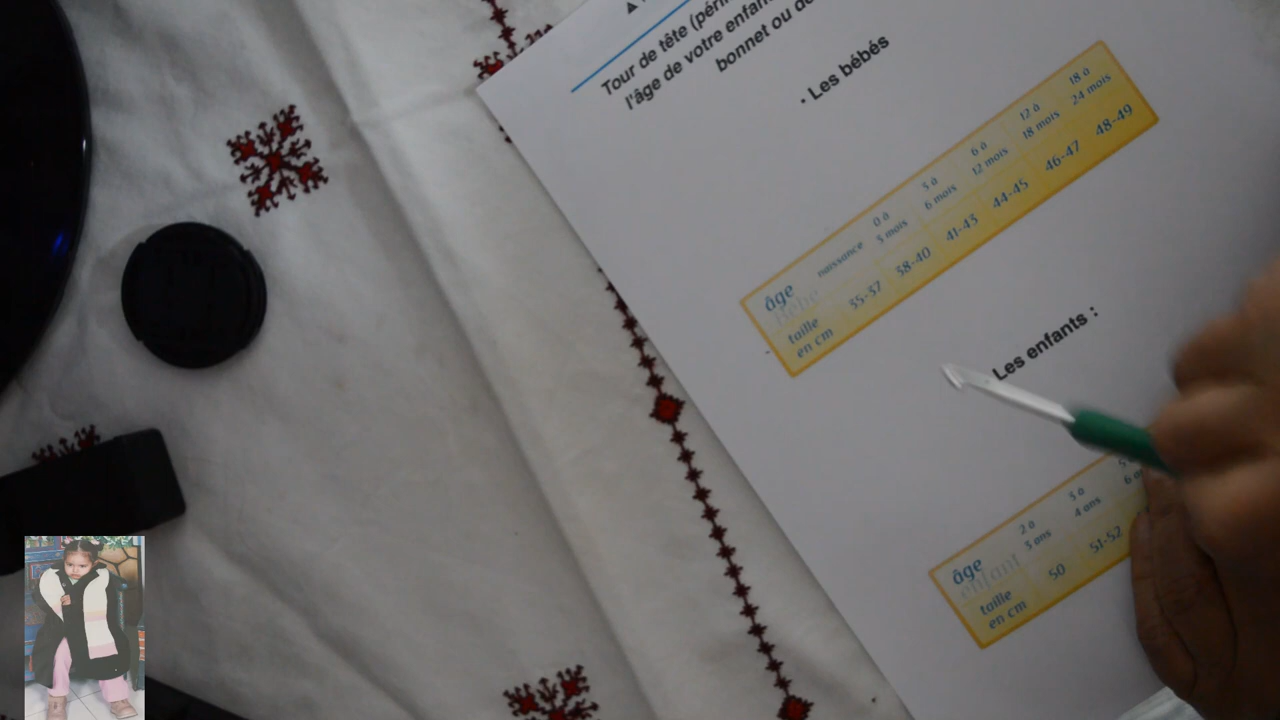 Tour de tête
l'âge de votre enfant
bonnet ou de
• Les bébés
âge naissance 0 à 3 mois 3 à 6 mois 6 à 12 mois 12 à 18 mois 18 à 24 mois
bébé
taille en cm 35-37 38-40 41-43 44-45 46-47 48-49
Les enfants :
âge 2 à 3 ans 3 à 4 ans
enfant
taille en cm 50 51-52